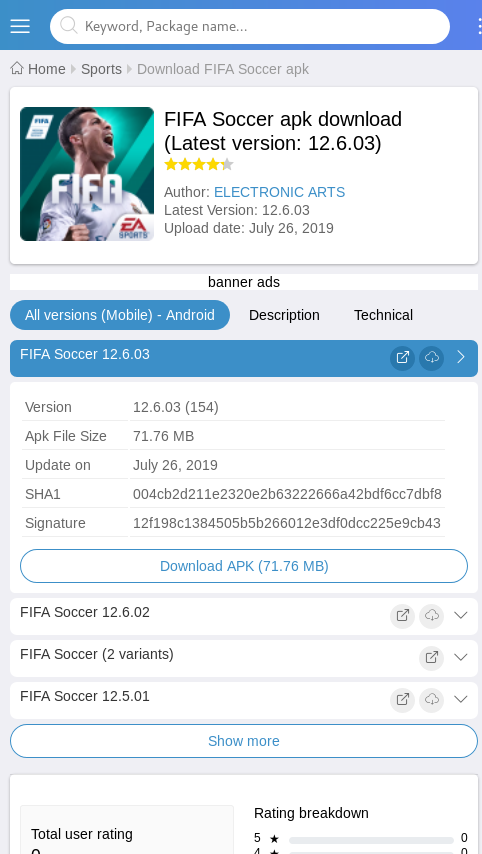 Keyword, Package name...
Home Sports Download FIFA Soccer apk
FIFA Soccer apk download
(Latest version: 12.6.03)
FIFA
FIFA
EA
SPORTS
Author: ELECTRONIC ARTS
Latest Version: 12.6.03
Upload date: July 26, 2019
banner ads
All versions (Mobile) - Android Description Technical
FIFA Soccer 12.6.03
Version 12.6.03 (154)
Apk File Size 71.76 MB
Update on July 26, 2019
SHA1 004cb2d211e2320e2b63222666a42bdf6cc7dbf8
Signature 12f198c1384505b5b266012e3df0dcc225e9cb43
Download APK (71.76 MB)
FIFA Soccer 12.6.02
FIFA Soccer (2 variants)
FIFA Soccer 12.5.01
Show more
Rating breakdown
Total user rating
5 ★ 0
4 ★ 0